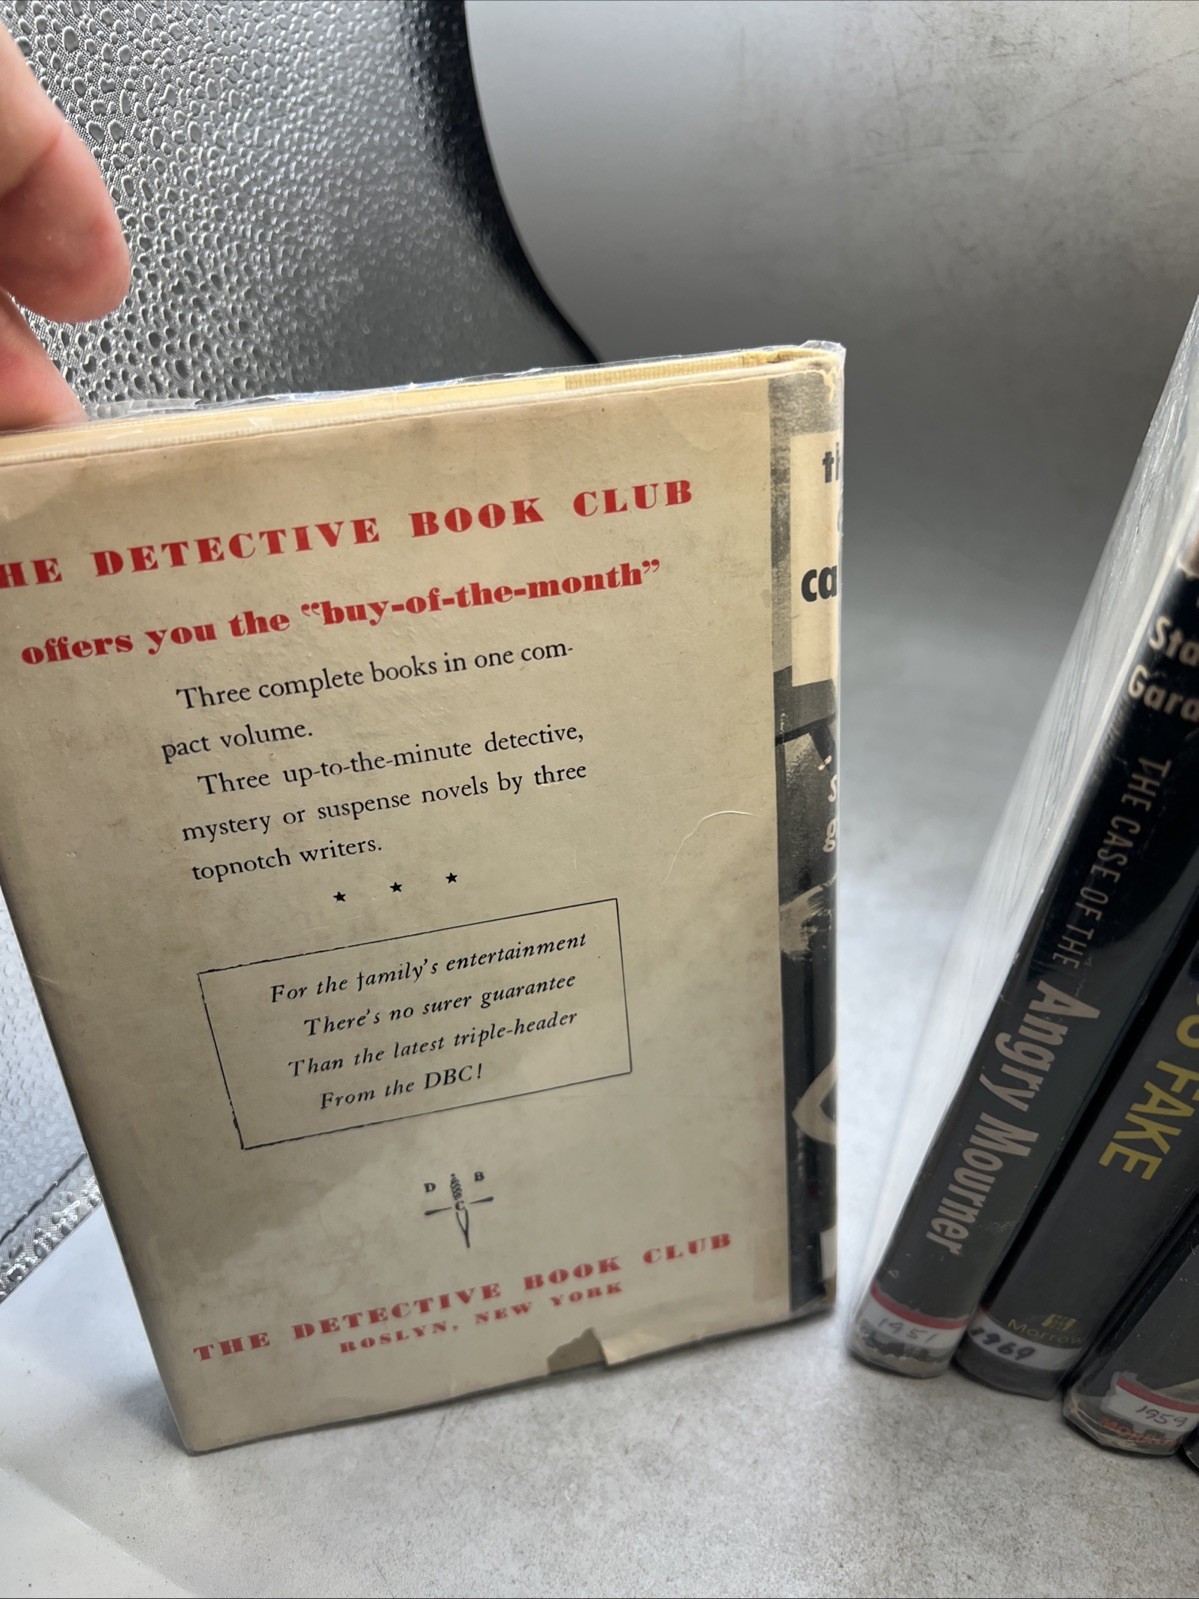 HE DETECTIVE BOOK CLUB
offers you the "buy-of-the-month"
Three complete books in one com-
pact volume.
Three up-to-the-minute detective,
mystery or suspense novels by three
topnotch writers.
★ ★ ★
For the family's entertainment
There's no surer guarantee
Than the latest triple-header
From the DBC!
D B
C
THE DETECTIVE BOOK CLUB
ROSLYN, NEW YORK
ca
Sta
Gard
THE CASE OF THE Angry Mourner
1951
FAKE
Morrow
1969
1959